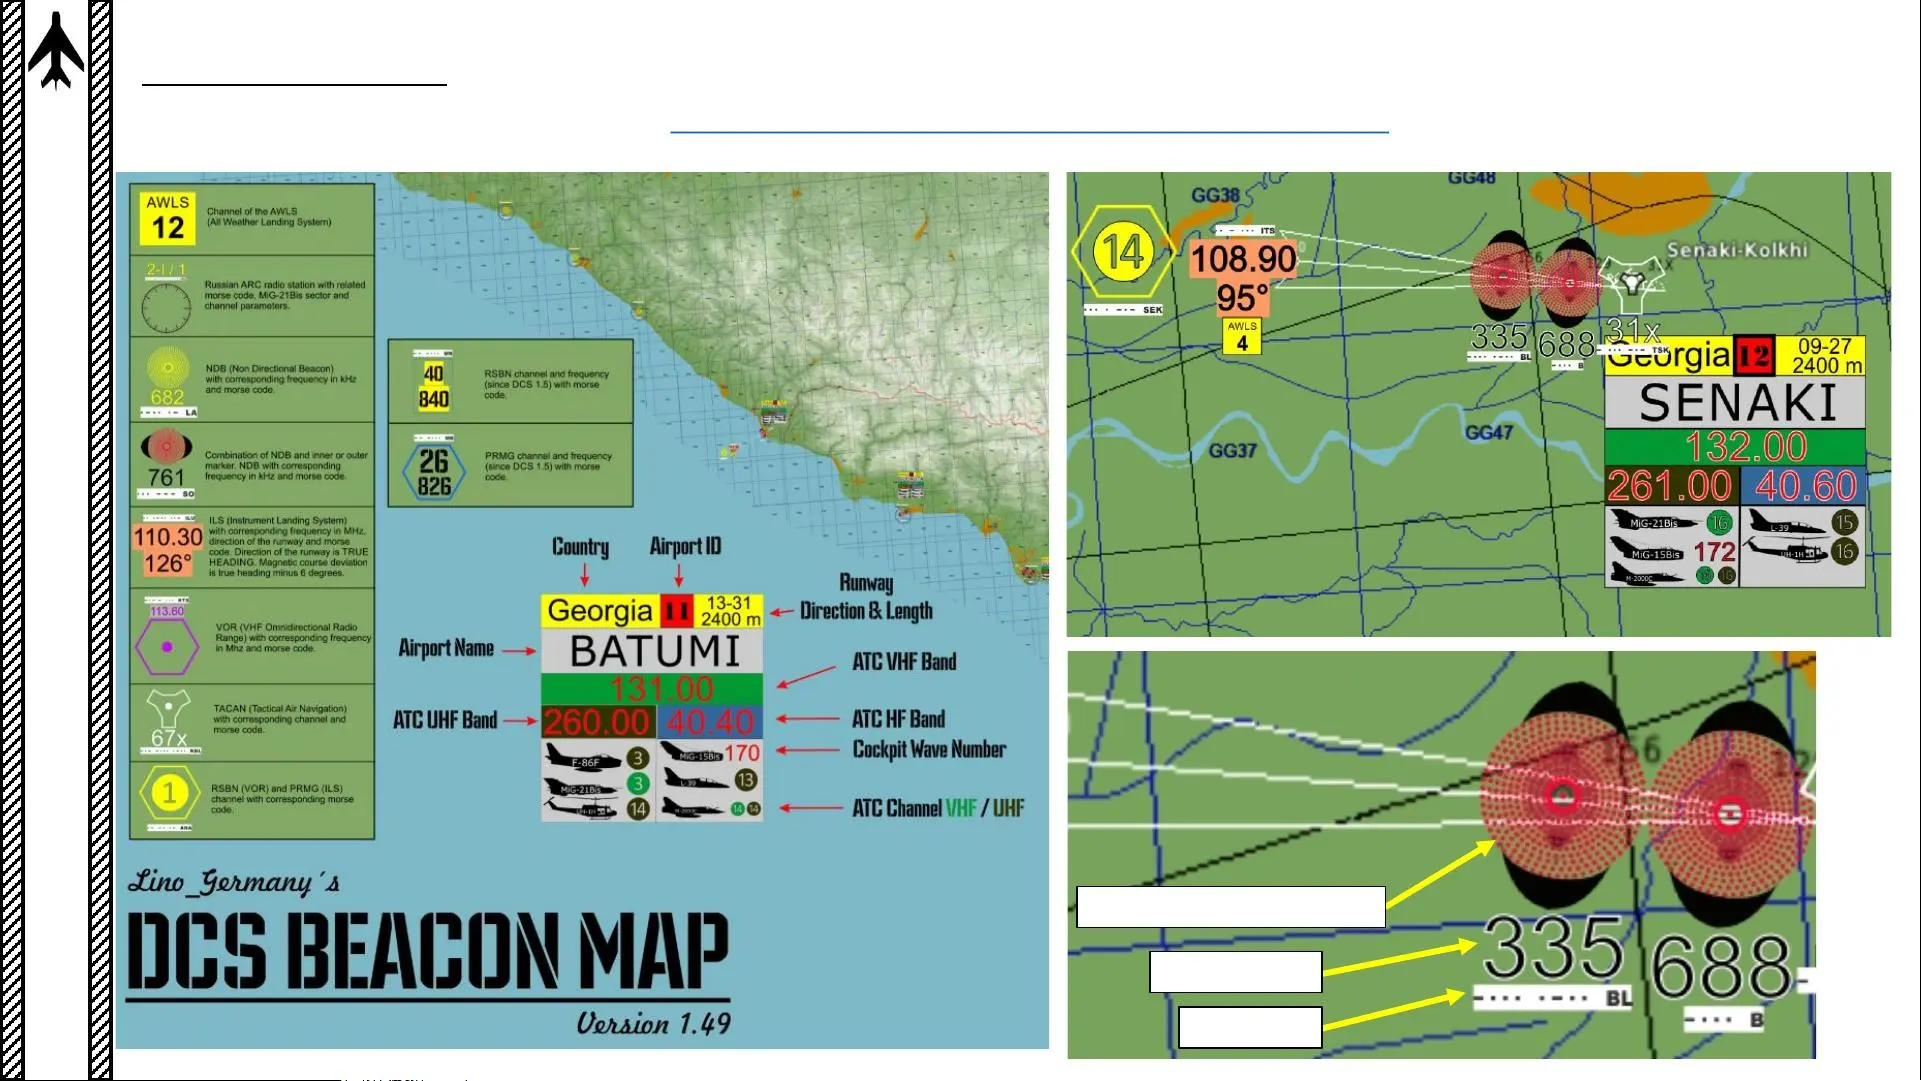 AWLS
12
Channel of the AWLS
(All Weather Landing System)
2-I / 1
Russian ARC radio station with related
morse code, MiG-21Bis sector and
channel parameters.
NDB (Non Directional Beacon)
with corresponding frequency in kHz
and morse code.
682
LA
Combination of NDB and inner or outer
marker. NDB with corresponding
frequency in kHz and morse code.
761
SO
110.30
126°
ILS (Instrument Landing System)
with corresponding frequency in MHz,
direction of the runway and morse
code. Direction of the runway is TRUE
HEADING. Magnetic course deviation
is true heading minus 6 degrees.
113.60
VOR (VHF Omnidirectional Radio
Range) with corresponding frequency
in Mhz and morse code.
TACAN (Tactical Air Navigation)
with corresponding channel and
morse code.
67x
1
RSBN (VOR) and PRMG (ILS)
channel with corresponding morse
code.
40
840
RSBN channel and frequency
(since DCS 1.5) with morse
code.
26
826
PRMG channel and frequency
(since DCS 1.5) with morse
code.
Country
Airport ID
Runway
Direction & Length
Airport Name
ATC VHF Band
ATC UHF Band
ATC HF Band
Cockpit Wave Number
ATC Channel VHF / UHF
Georgia 11 13-31
2400 m
BATUMI
131.00
260.00 40.40
F-86F 3 MiG-15Bis 170
MiG-21Bis 3 L-39 13
UH-1H 14 M-2000C 14 14
Lino_Germany´s
DCS BEACON MAP
Version 1.49
GG38
GG48
14
SEK
ITS
108.90
95°
AWLS
4
Senaki-Kolkhi
335
BL
688
B
31x
TSK
GG37
GG47
Georgia 12 09-27
2400 m
SENAKI
132.00
261.00 40.60
MiG-21Bis 16 L-39 15
MiG-15Bis 172 UH-1H 16
M-2000C
335
BL
688
B